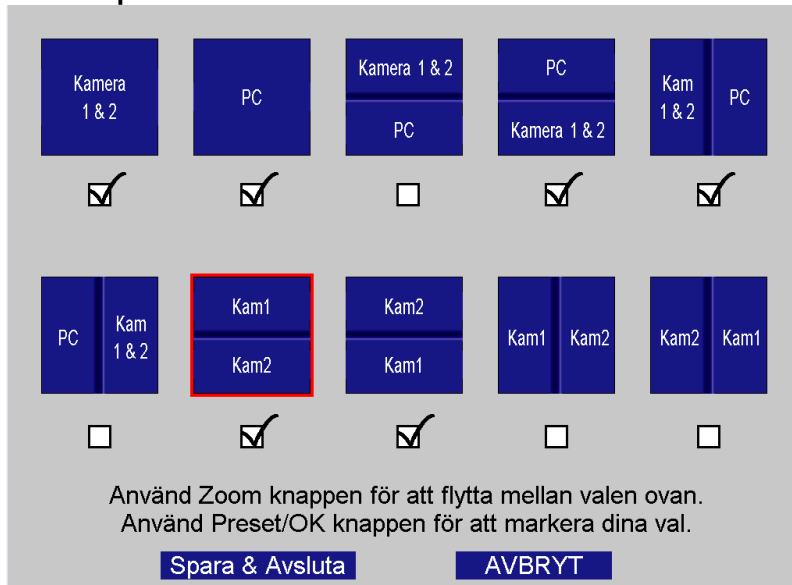 Kamera
1 & 2
PC
Kamera 1 & 2
PC
PC
Kamera 1 & 2
Kam
1 & 2
PC
PC
Kam
1 & 2
Kam1
Kam2
Kam2
Kam1
Kam1 Kam2
Kam2 Kam1
Använd Zoom knappen för att flytta mellan valen ovan.
Använd Preset/OK knappen för att markera dina val.
Spara & Avsluta
AVBRYT